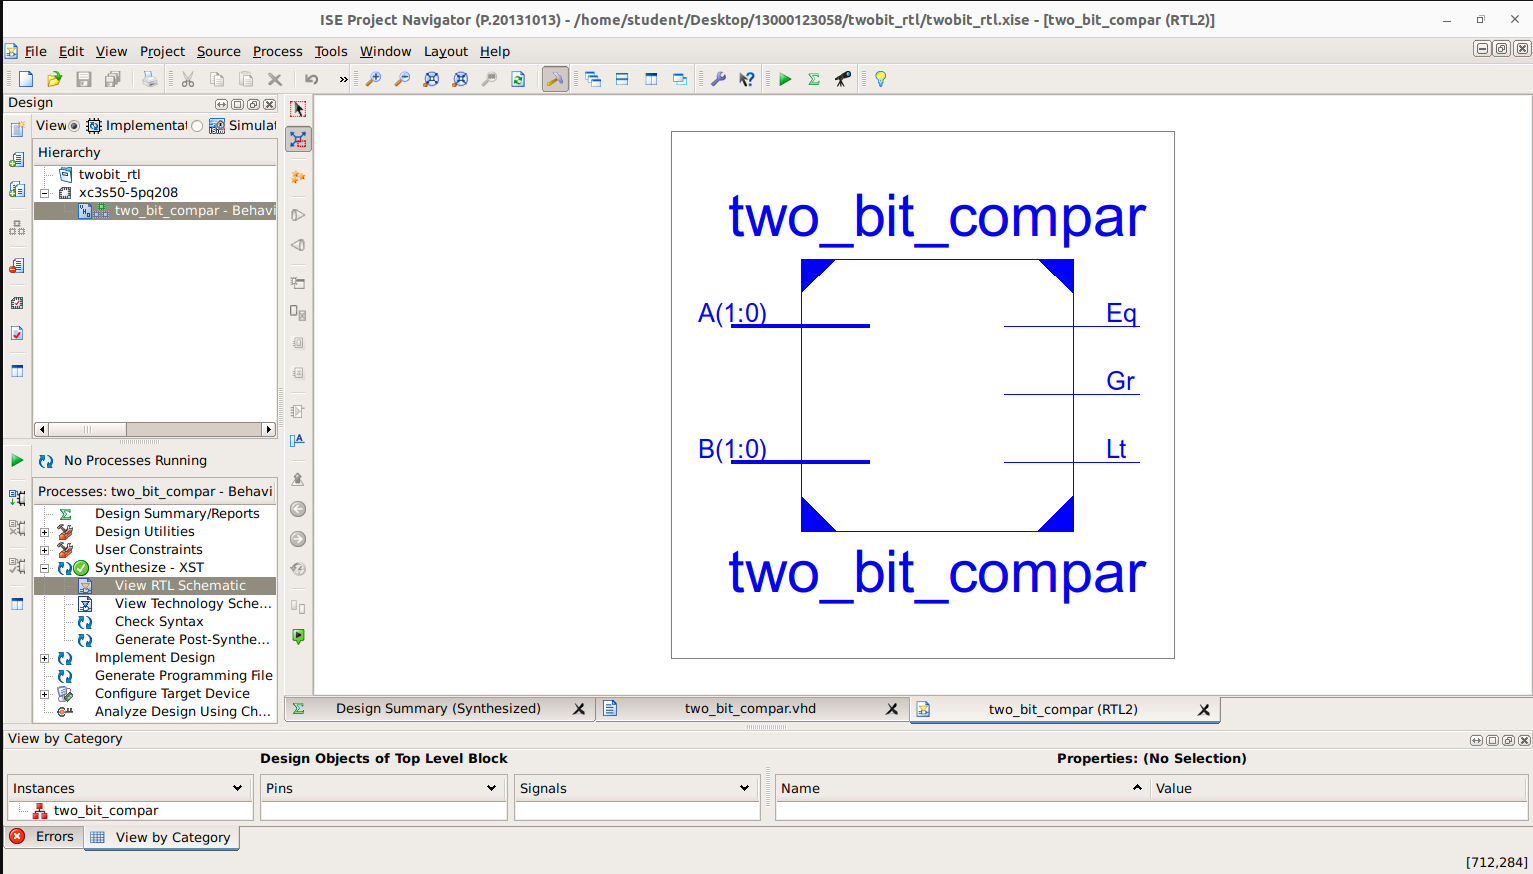 ISE Project Navigator (P.20131013) - /home/student/Desktop/13000123058/twobit_rtl/twobit_rtl.xise - [two_bit_compar (RTL2)]
File Edit View Project Source Process Tools Window Layout Help
»
Design
View Implementat Simulat
Hierarchy
twobit_rtl
xc3s50-5pq208
two_bit_compar - Behavi
No Processes Running
Processes: two_bit_compar - Behavi
Design Summary/Reports
Design Utilities
User Constraints
Synthesize - XST
View RTL Schematic
View Technology Sche...
Check Syntax
Generate Post-Synthe...
Implement Design
Generate Programming File
Configure Target Device
Analyze Design Using Ch...
two_bit_compar
A(1:0) Eq
Gr
B(1:0) Lt
two_bit_compar
Design Summary (Synthesized) two_bit_compar.vhd two_bit_compar (RTL2)
View by Category
Design Objects of Top Level Block Properties: (No Selection)
Instances Pins Signals Name Value
two_bit_compar
Errors View by Category
[712,284]